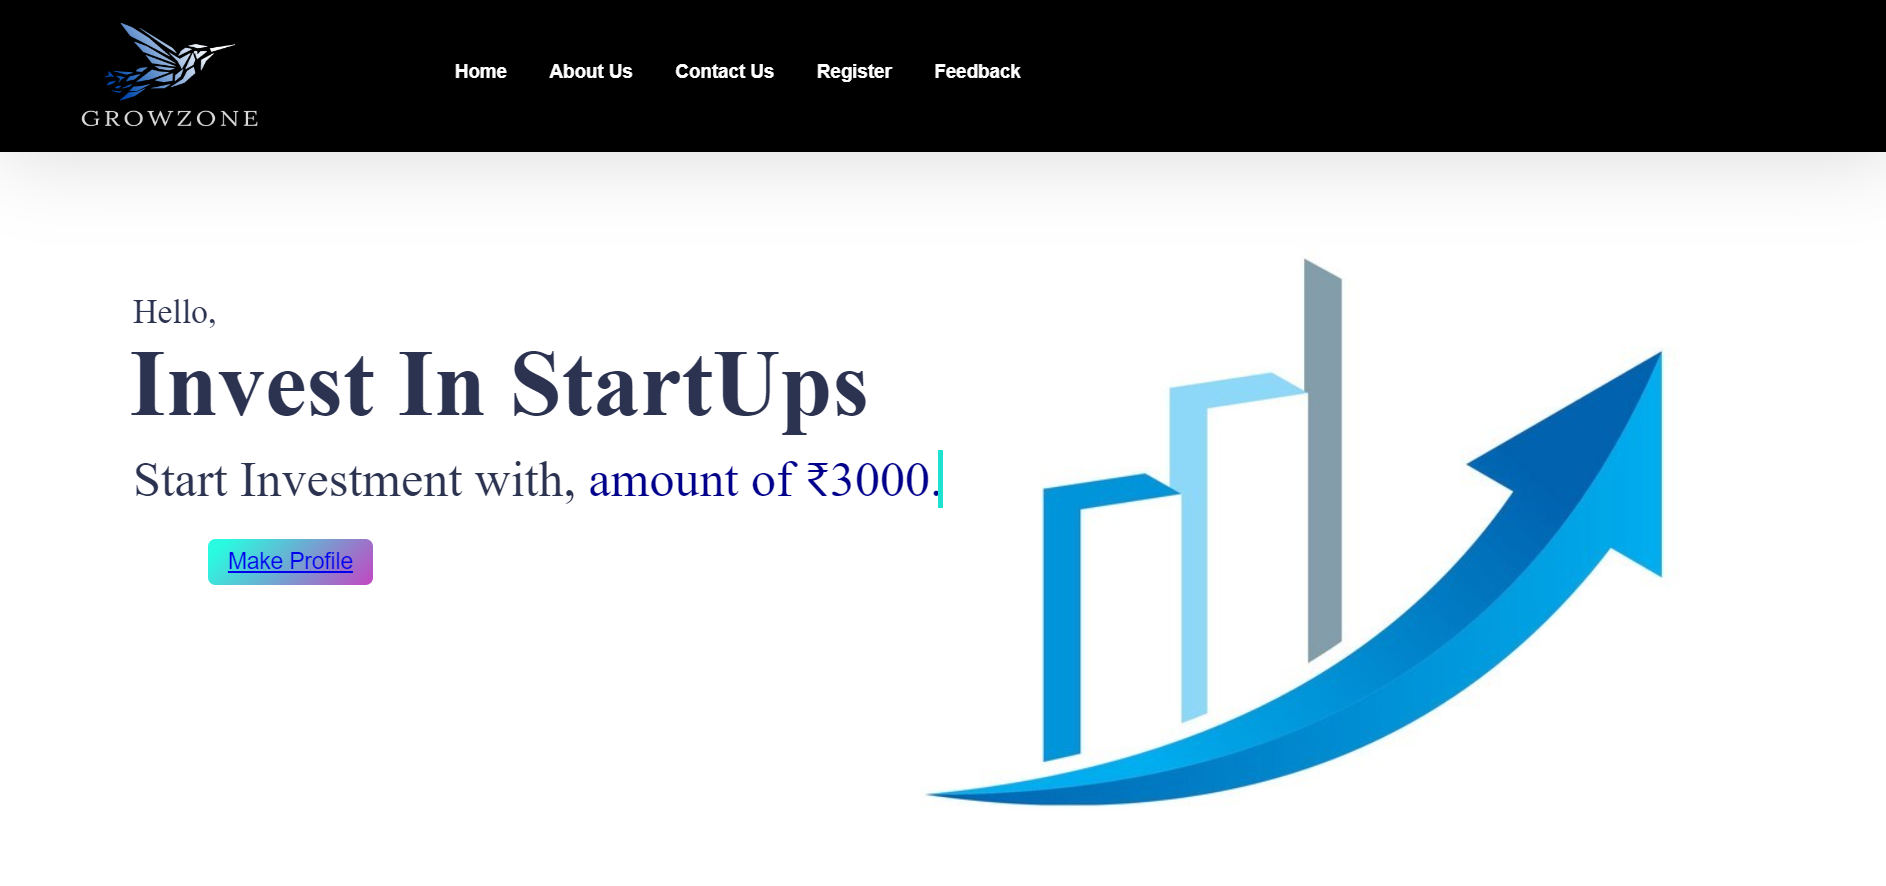 GROWZONE
Home About Us Contact Us Register Feedback
Hello,
Invest In StartUps
Start Investment with, amount of ₹3000.
Make Profile